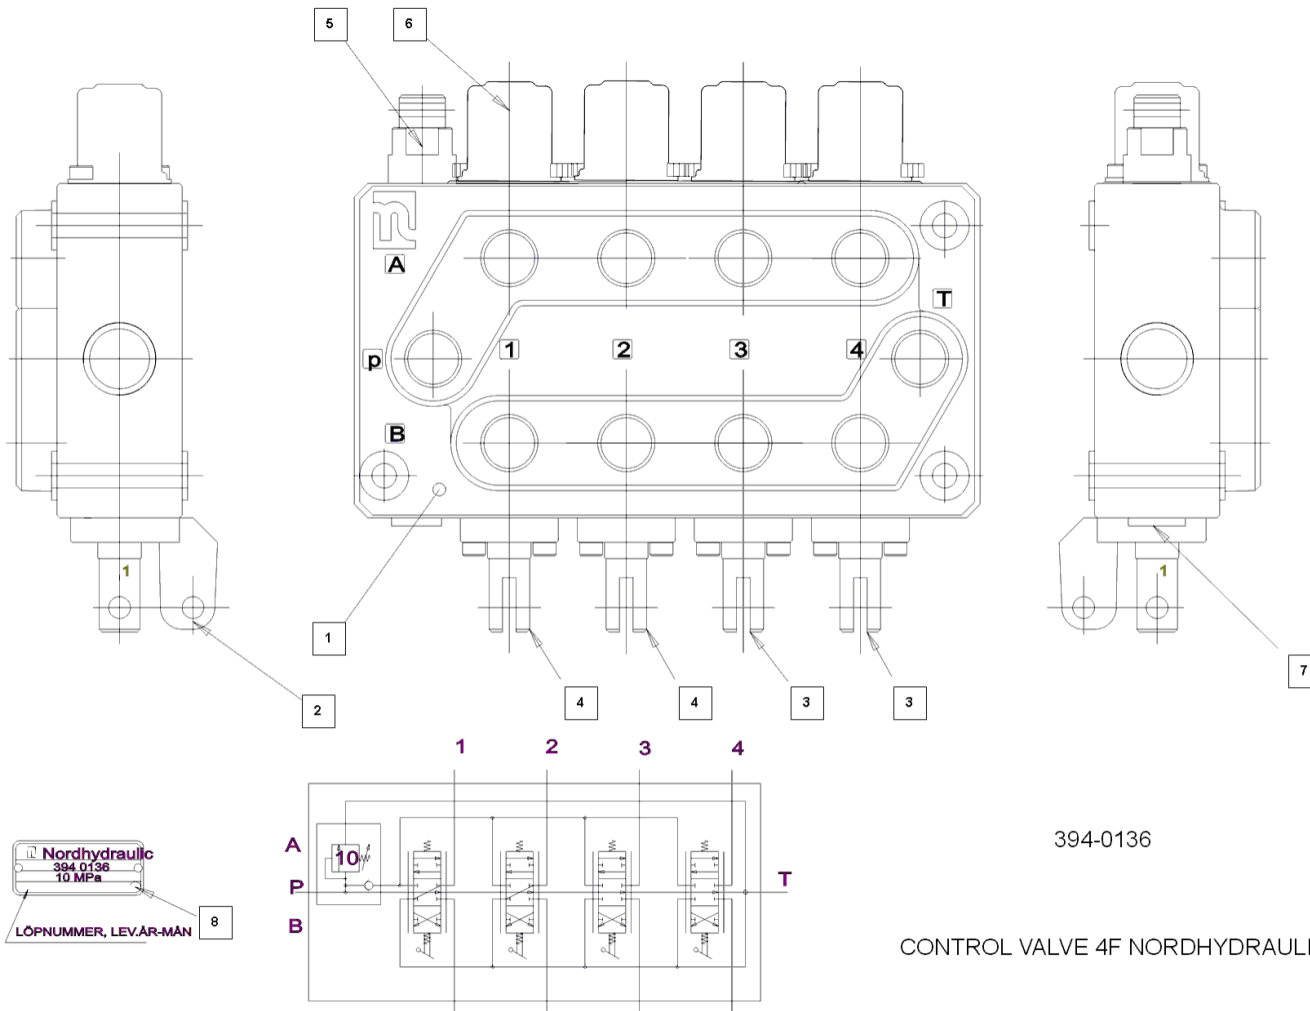 5
6
A
T
p
1
2
3
4
B
1
1
1
7
4
4
3
3
2
1
2
3
4
A
10
P
T
B
Nordhydraulic
394 0136
10 MPa
8
LÖPNUMMER, LEV.ÅR-MÅN
394-0136
CONTROL VALVE 4F NORDHYDRAULI